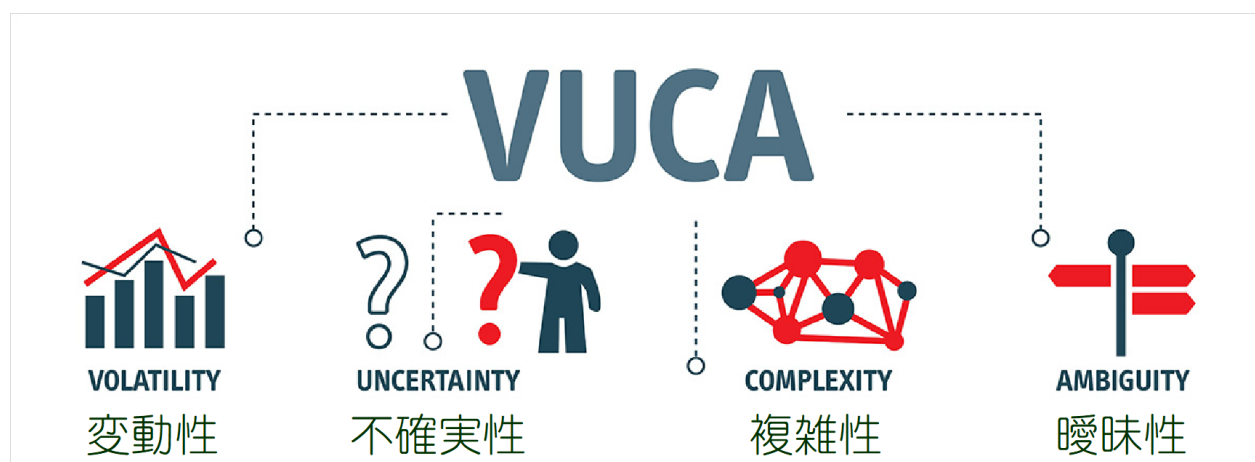 VUCA
VOLATILITY
変動性
UNCERTAINTY
不確実性
COMPLEXITY
複雑性
AMBIGUITY
曖昧性